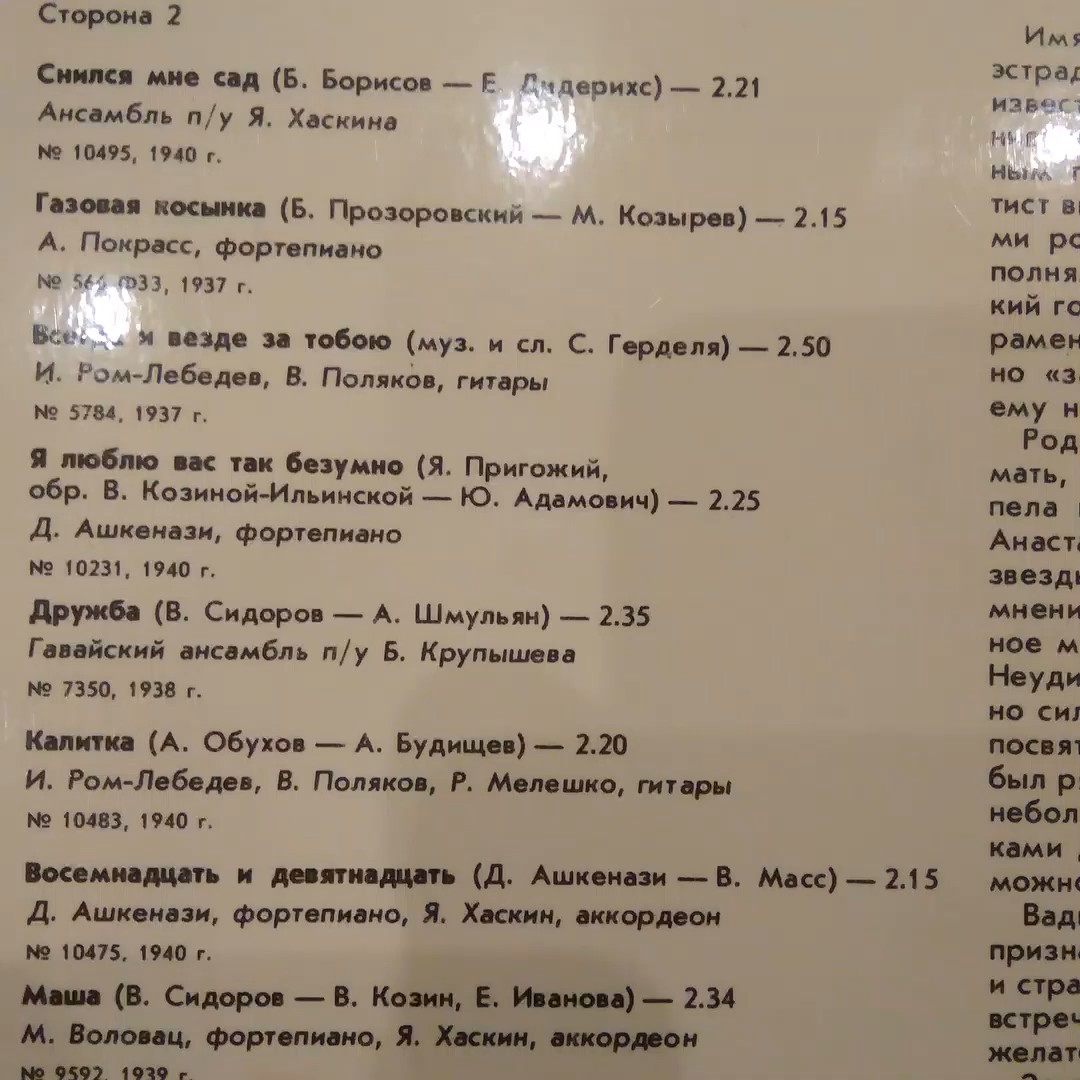 Сторона 2
Снился мне сад (Б. Борисов — Е. Дидерихс) — 2.21
Ансамбль п/у Я. Хаскина
№ 10495, 1940 г.
Газовая косынка (Б. Прозоровский — М. Козырев) — 2.15
А. Покрасс, фортепиано
№ Ф33, 1937 г.
Всегда и везде за тобою (муз. и сл. С. Герделя) — 2.50
И. Ром-Лебедев, В. Поляков, гитары
№ 5784, 1937 г.
Я люблю вас так безумно (Я. Пригожий,
обр. В. Козиной-Ильинской — Ю. Адамович) — 2.25
Д. Ашкенази, фортепиано
№ 10231, 1940 г.
Дружба (В. Сидоров — А. Шмульян) — 2.35
Гавайский ансамбль п/у Б. Крупышева
№ 7350, 1938 г.
Калитка (А. Обухов — А. Будищев) — 2.20
И. Ром-Лебедев, В. Поляков, Р. Мелешко, гитары
№ 10483, 1940 г.
Восемнадцать и девятнадцать (Д. Ашкенази — В. Масс) — 2.15
Д. Ашкенази, фортепиано, Я. Хаскин, аккордеон
№ 10475, 1940 г.
Маша (В. Сидоров — В. Козин, Е. Иванова) — 2.34
М. Воловац, фортепиано, Я. Хаскин, аккордеон
№ 9592, 1939 г.
Имя
эстрад
извест
ным
тист в
ми ро
полня
кий го
рамен
но «з
ему н
Род
мать,
пела
Анаст
звезд
мнени
ное м
Неуди
но сил
посвят
был р
небол
ками
можно
Вад
призн
и стра
встреч
желат